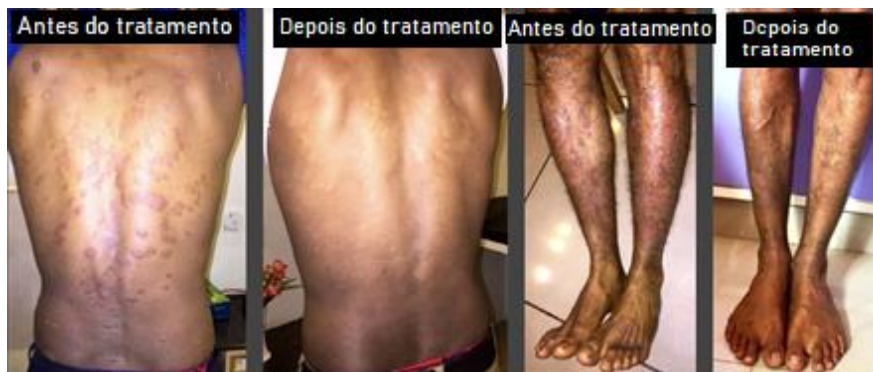 Antes do tratamento
Depois do tratamento
Antes do tratamento
Depois do
tratamento